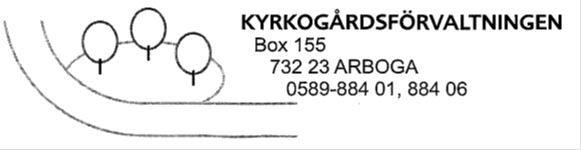 KYRKOGÅRDSFÖRVALTNINGEN
Box 155
732 23 ARBOGA
0589-884 01, 884 06